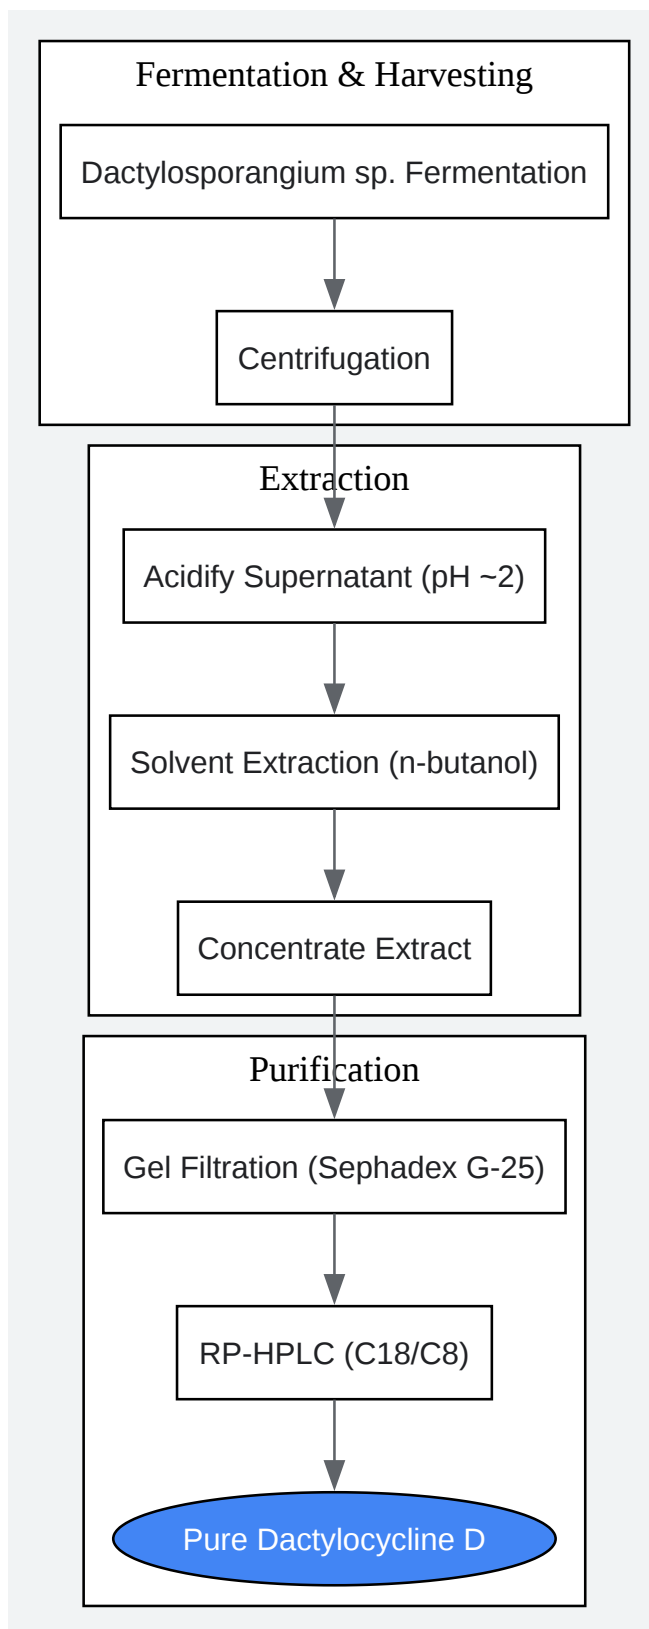 Fermentation & Harvesting
Dactylosporangium sp. Fermentation
Centrifugation
Extraction
Acidify Supernatant (pH ~2)
Solvent Extraction (n-butanol)
Concentrate Extract
Purification
Gel Filtration (Sephadex G-25)
RP-HPLC (C18/C8)
Pure Dactylocycline D